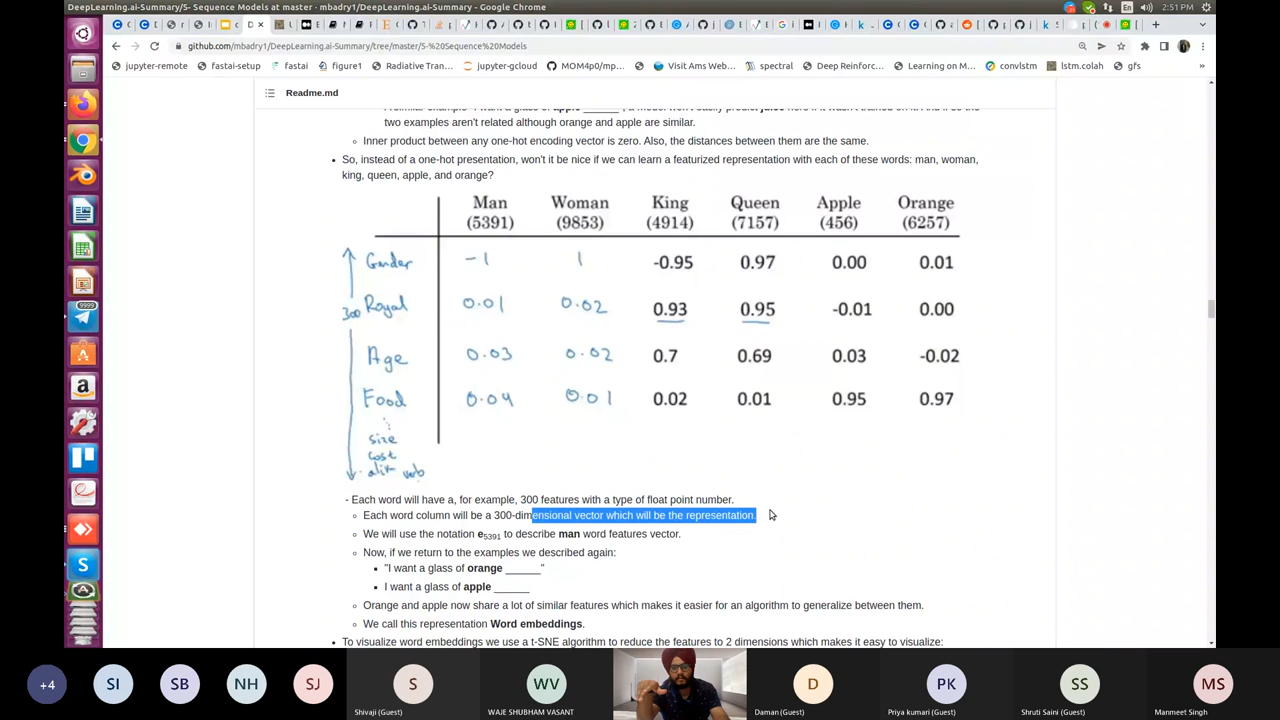 5- Sequence Models at master · mbadry1/DeepLearning.ai-Summary - Google Chrome
En
2:51 PM
github.com/mbadry1/DeepLearning.ai-Summary/tree/master/5-%20Sequence%20Models
jupyter-remote fastai-setup fastai figure1 Radiative Tran... jupyter-gcloud MOM4p0/mp... Visit Ams Web... spectral Deep Reinforc... Learning on M... convlstm lstm.colah gfs »
Readme.md
two examples aren't related although orange and apple are similar.
Inner product between any one-hot encoding vector is zero. Also, the distances between them are the same.
So, instead of a one-hot presentation, won't it be nice if we can learn a featurized representation with each of these words: man, woman,
king, queen, apple, and orange?
Man Woman King Queen Apple Orange
(5391) (9853) (4914) (7157) (456) (6257)
Gender -1 1 -0.95 0.97 0.00 0.01
300 Royal 0.01 0.02 0.93 0.95 -0.01 0.00
Age 0.03 0.02 0.7 0.69 0.03 -0.02
Food 0.04 0.01 0.02 0.01 0.95 0.97
size
cost
verb
- Each word will have a, for example, 300 features with a type of float point number.
Each word column will be a 300-dimensional vector which will be the representation.
We will use the notation e5391 to describe man word features vector.
Now, if we return to the examples we described again:
"I want a glass of orange ______"
I want a glass of apple ______
Orange and apple now share a lot of similar features which makes it easier for an algorithm to generalize between them.
We call this representation Word embeddings.
To visualize word embeddings we use a t-SNE algorithm to reduce the features to 2 dimensions which makes it easy to visualize:
+4 SI SB NH SJ S WV D PK SS MS
Shivaji (Guest) WAJE SHUBHAM VASANT Daman (Guest) Priya kumari (Guest) Shruti Saini (Guest) Manmeet Singh